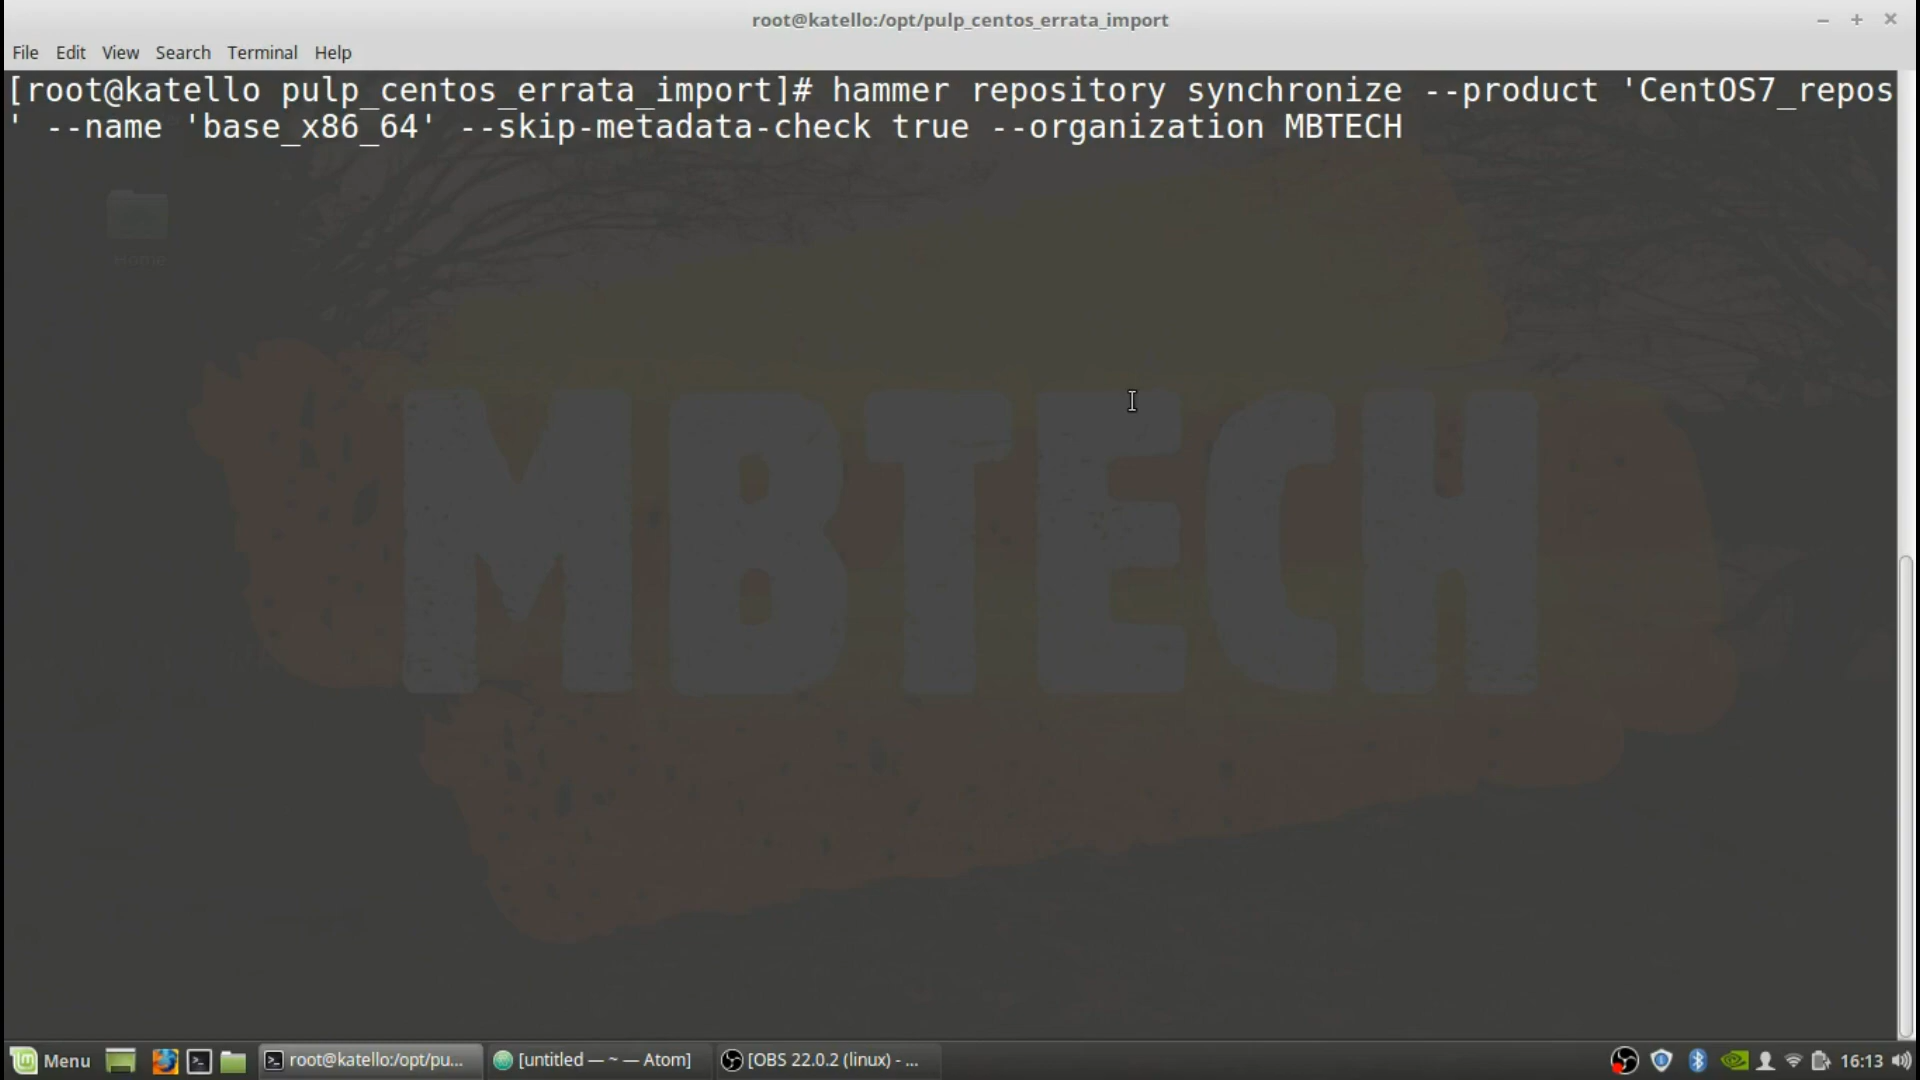 root@katello:/opt/pulp_centos_errata_import
File Edit View Search Terminal Help
[root@katello pulp_centos_errata_import]# hammer repository synchronize --product 'CentOS7_repos
' --name 'base_x86_64' --skip-metadata-check true --organization MBTECH
Home
MBTECH
Menu root@katello:/opt/pu... [untitled — ~ — Atom] [OBS 22.0.2 (linux) - ... 16:13